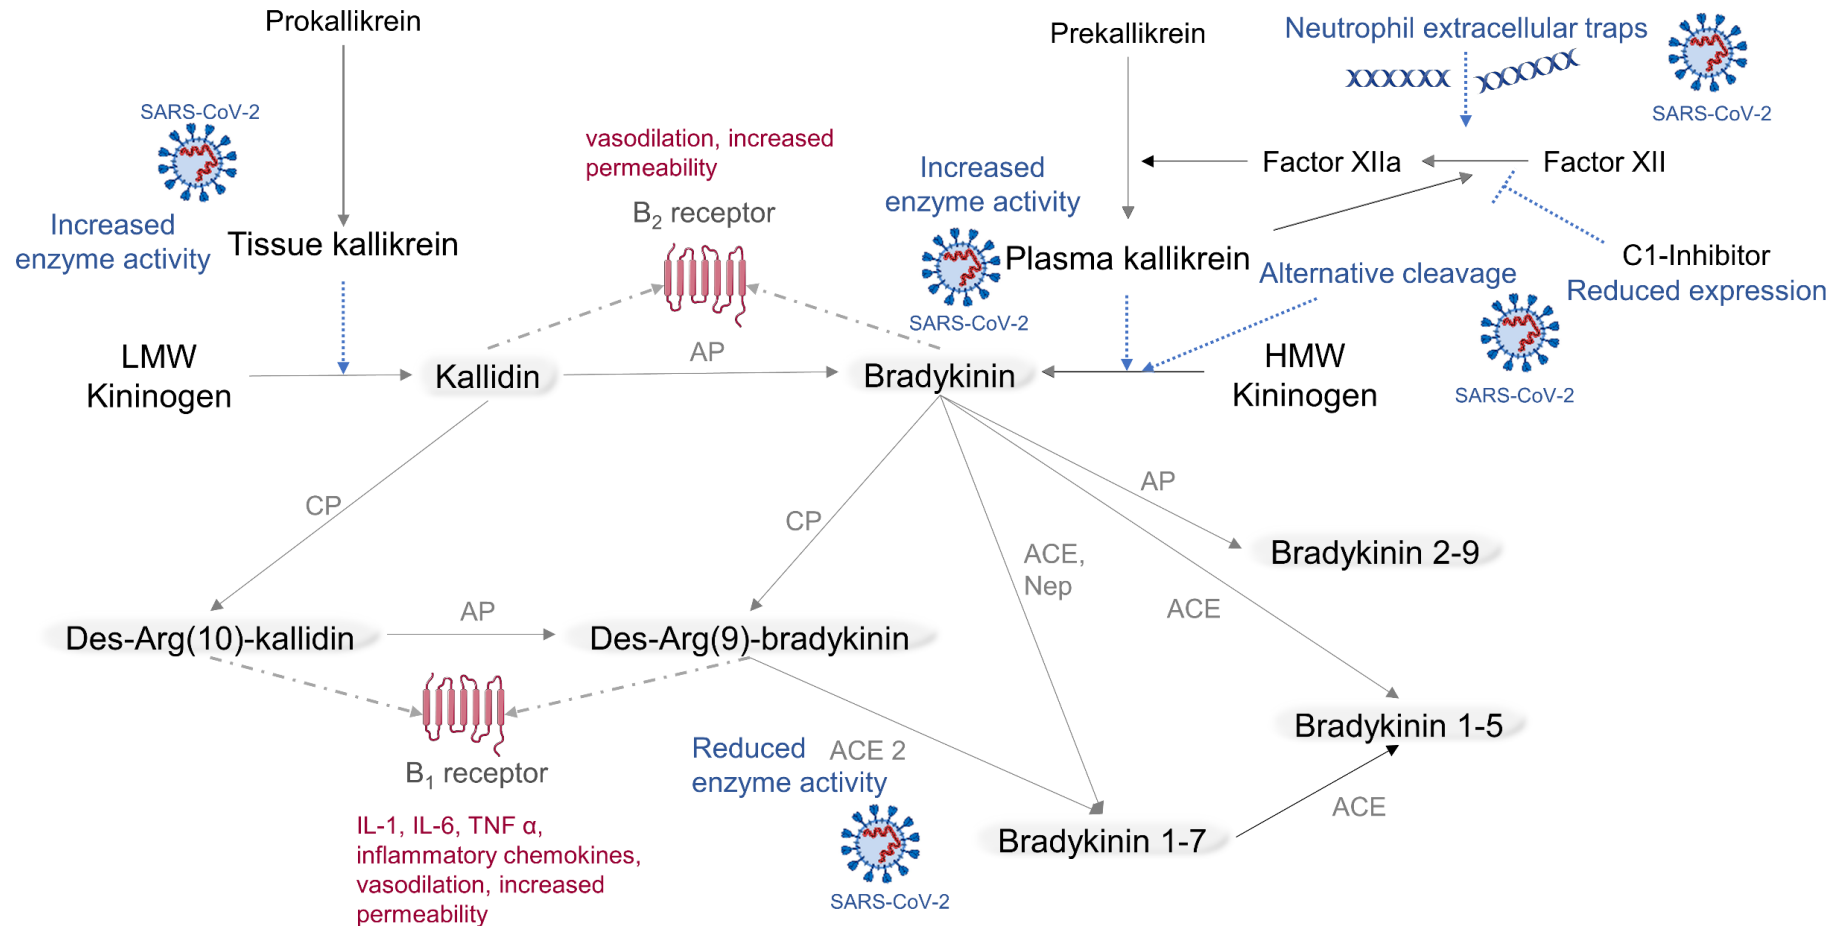 Prokallikrein
Prekallikrein
Neutrophil extracellular traps
SARS-CoV-2
SARS-CoV-2
vasodilation, increased
permeability
Increased
enzyme activity
Factor XIIa
Factor XII
B2 receptor
Increased
enzyme activity
Tissue kallikrein
Plasma kallikrein
C1-Inhibitor
Reduced expression
Alternative cleavage
SARS-CoV-2
LMW
Kininogen
Kallidin
AP
Bradykinin
HMW
Kininogen
SARS-CoV-2
CP
CP
AP
ACE,
Nep
Bradykinin 2-9
ACE
Des-Arg(10)-kallidin
AP
Des-Arg(9)-bradykinin
Bradykinin 1-5
B1 receptor
Reduced
enzyme activity
ACE 2
ACE
Bradykinin 1-7
IL-1, IL-6, TNF α,
inflammatory chemokines,
vasodilation, increased
permeability
SARS-CoV-2